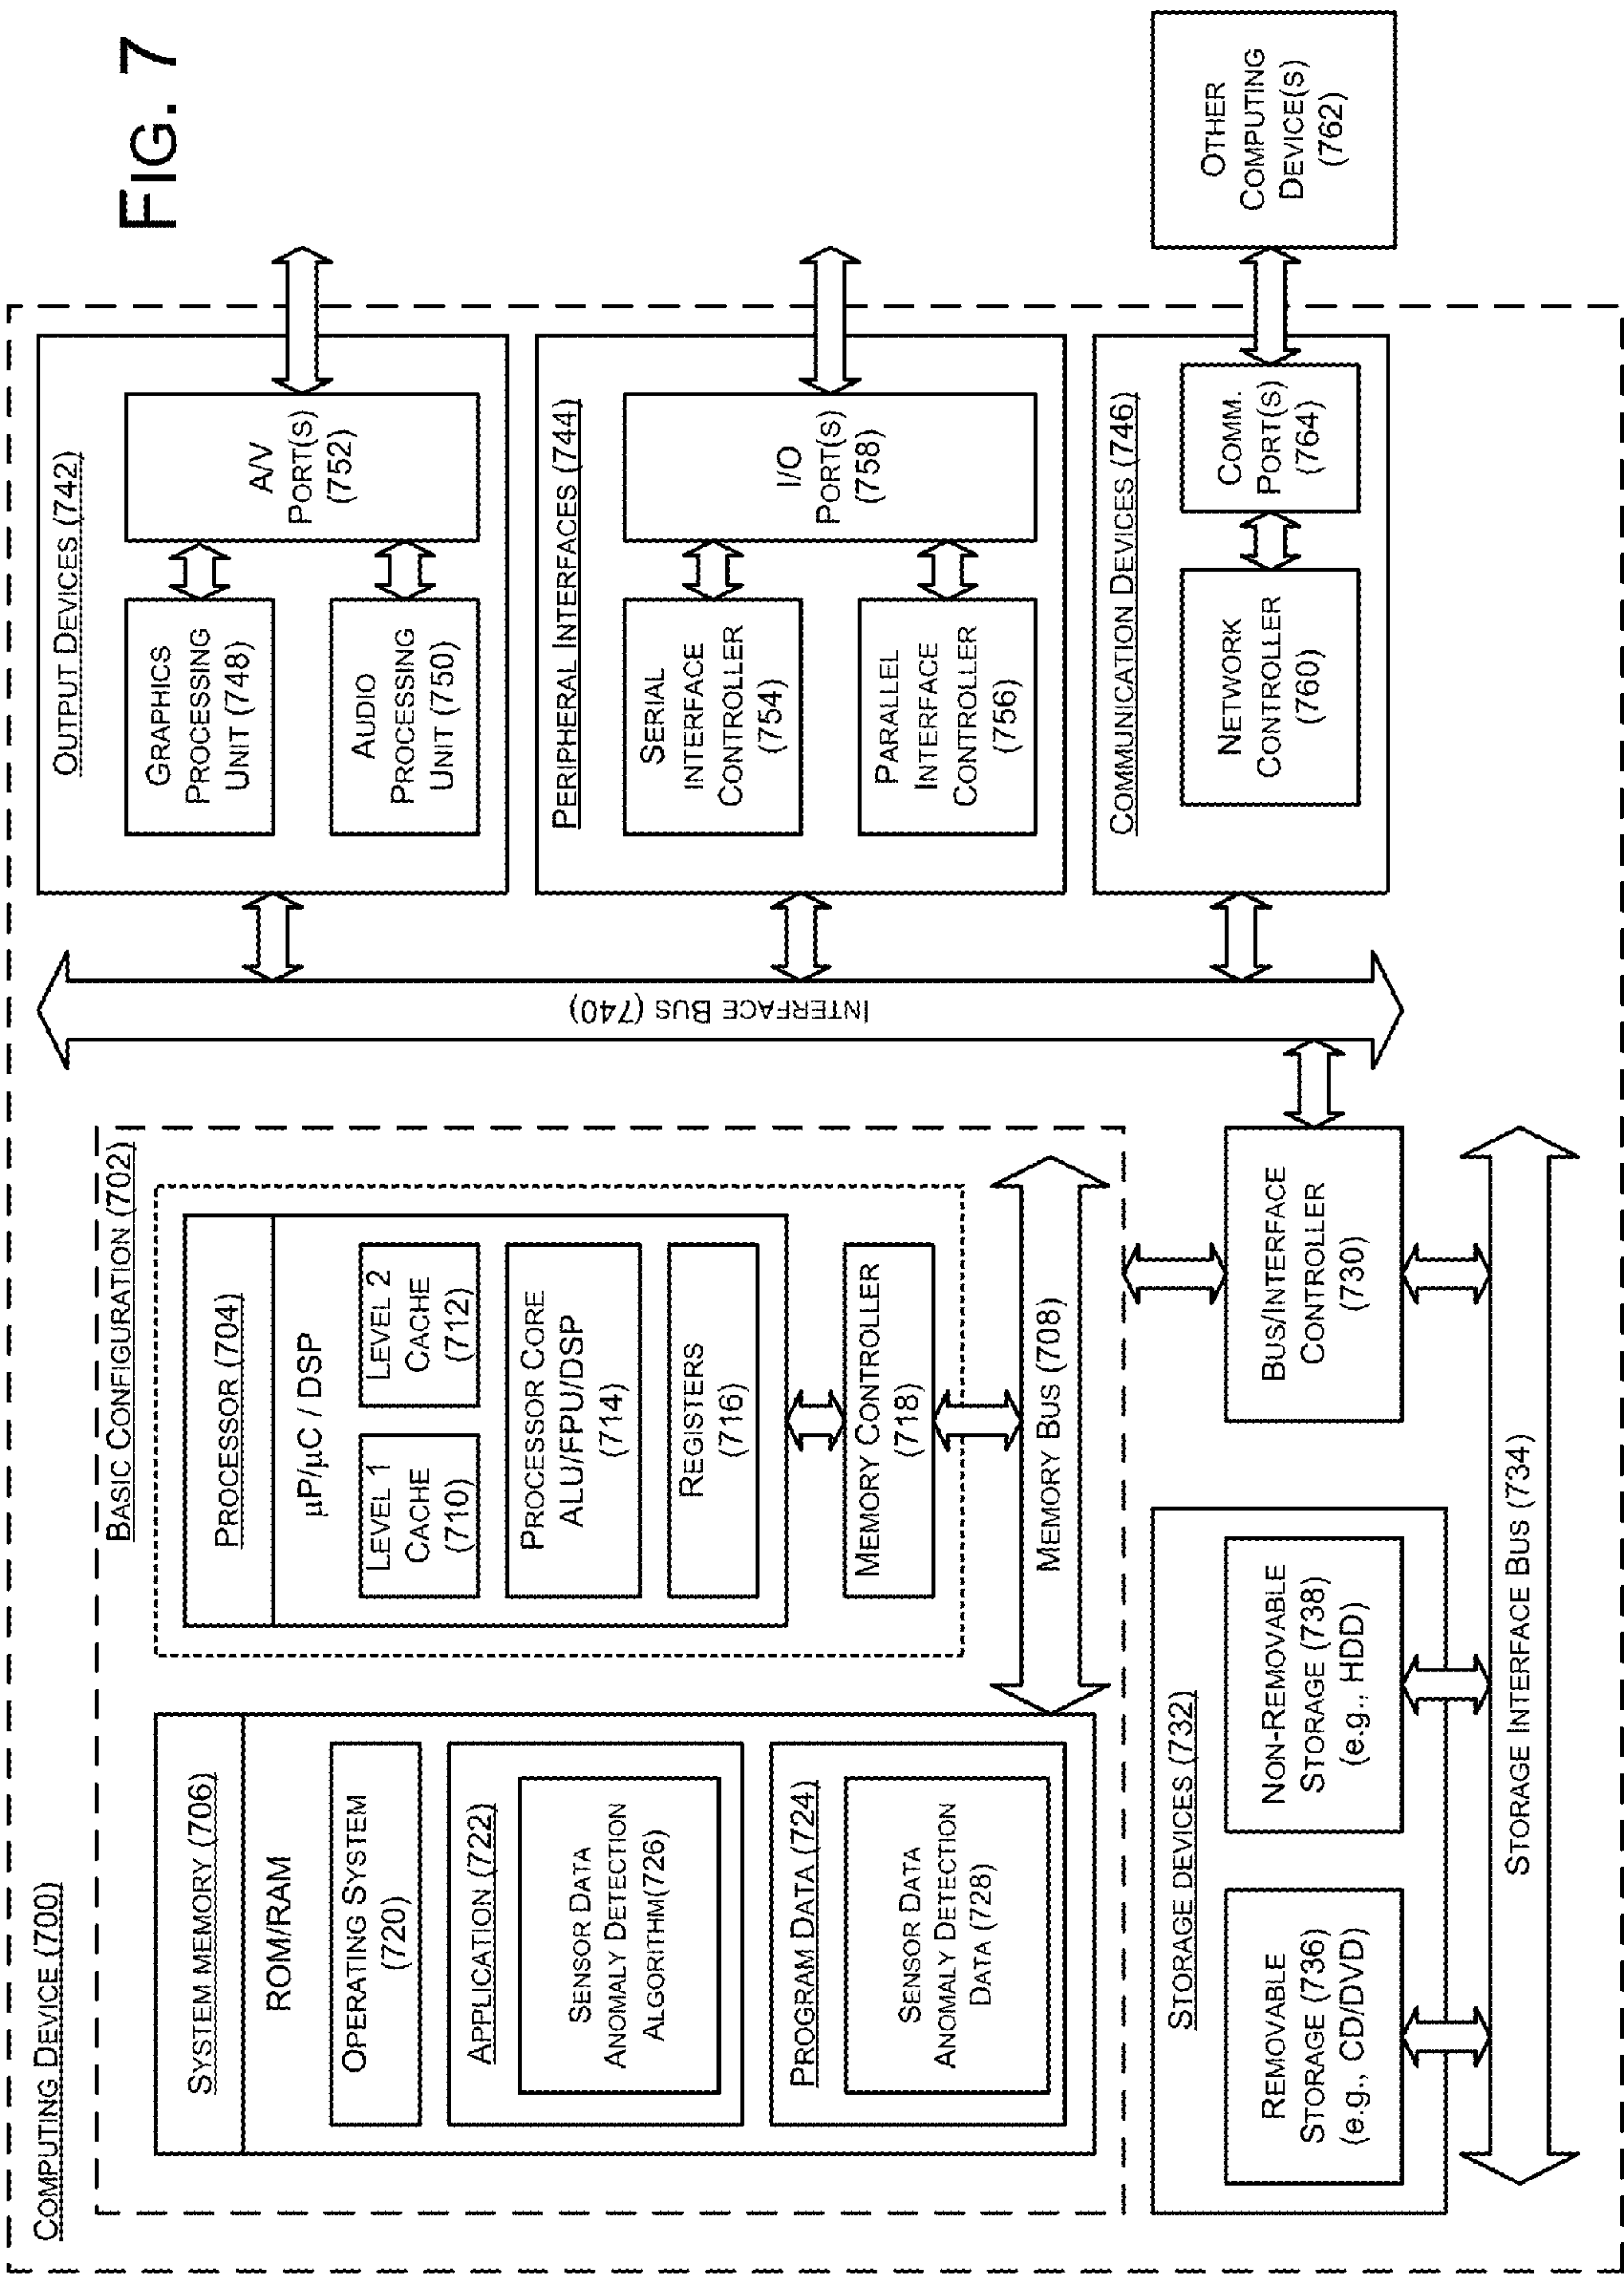 COMPUTING DEVICE (700)
FIG. 7
BASIC CONFIGURATION (702)
SYSTEM MEMORY (706)
ROM/RAM
OPERATING SYSTEM
(720)
APPLICATION (722)
SENSOR DATA
ANOMALY DETECTION
ALGORITHM(726)
PROGRAM DATA (724)
SENSOR DATA
ANOMALY DETECTION
DATA (728)
PROCESSOR (704)
µP/µC / DSP
LEVEL 1
CACHE
(710)
LEVEL 2
CACHE
(712)
PROCESSOR CORE
ALU/FPU/DSP
(714)
REGISTERS
(716)
MEMORY CONTROLLER
(718)
MEMORY BUS (708)
BUS/INTERFACE
CONTROLLER
(730)
STORAGE DEVICES (732)
REMOVABLE
STORAGE (736)
(e.g., CD/DVD)
NON-REMOVABLE
STORAGE (738)
(e.g., HDD)
STORAGE INTERFACE BUS (734)
INTERFACE BUS (740)
OUTPUT DEVICES (742)
GRAPHICS
PROCESSING
UNIT (748)
AUDIO
PROCESSING
UNIT (750)
A/V
PORT(S)
(752)
PERIPHERAL INTERFACES (744)
SERIAL
INTERFACE
CONTROLLER
(754)
PARALLEL
INTERFACE
CONTROLLER
(756)
I/O
PORT(S)
(758)
COMMUNICATION DEVICES (746)
NETWORK
CONTROLLER
(760)
COMM.
PORT(S)
(764)
OTHER
COMPUTING
DEVICE(S)
(762)